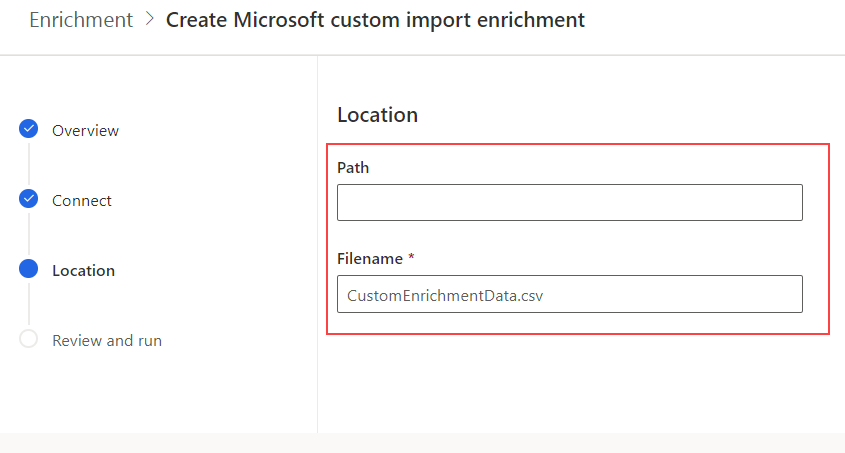 Enrichment > Create Microsoft custom import enrichment
Overview
Connect
Location
Review and run
Location
Path
Filename *
CustomEnrichmentData.csv